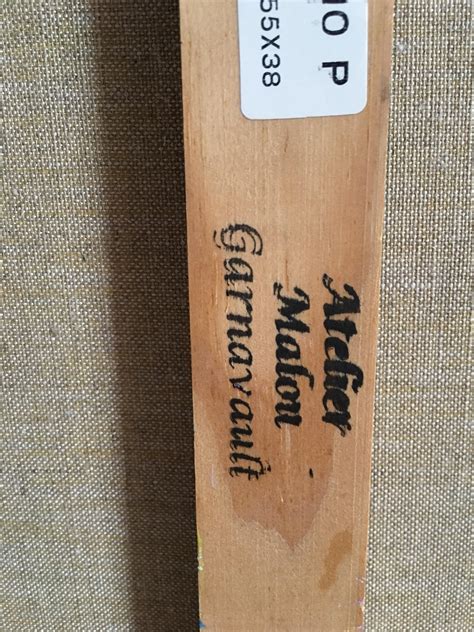 10 P
55X38
Atelier
Malou
Garnavault